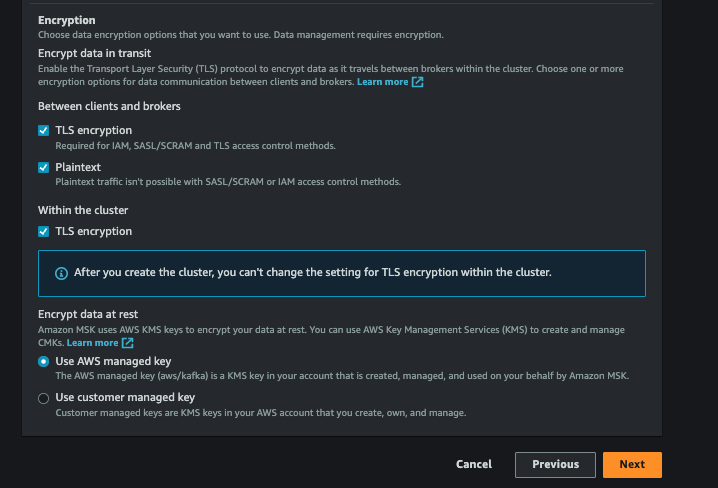 Encryption
Choose data encryption options that you want to use. Data management requires encryption.
Encrypt data in transit
Enable the Transport Layer Security (TLS) protocol to encrypt data as it travels between brokers within the cluster. Choose one or more
encryption options for data communication between clients and brokers. Learn more
Between clients and brokers
TLS encryption
Required for IAM, SASL/SCRAM and TLS access control methods.
Plaintext
Plaintext traffic isn't possible with SASL/SCRAM or IAM access control methods.
Within the cluster
TLS encryption
After you create the cluster, you can't change the setting for TLS encryption within the cluster.
Encrypt data at rest
Amazon MSK uses AWS KMS keys to encrypt your data at rest. You can use AWS Key Management Services (KMS) to create and manage
CMKs. Learn more
Use AWS managed key
The AWS managed key (aws/kafka) is a KMS key in your account that is created, managed, and used on your behalf by Amazon MSK.
Use customer managed key
Customer managed keys are KMS keys in your AWS account that you create, own, and manage.
Cancel Previous Next